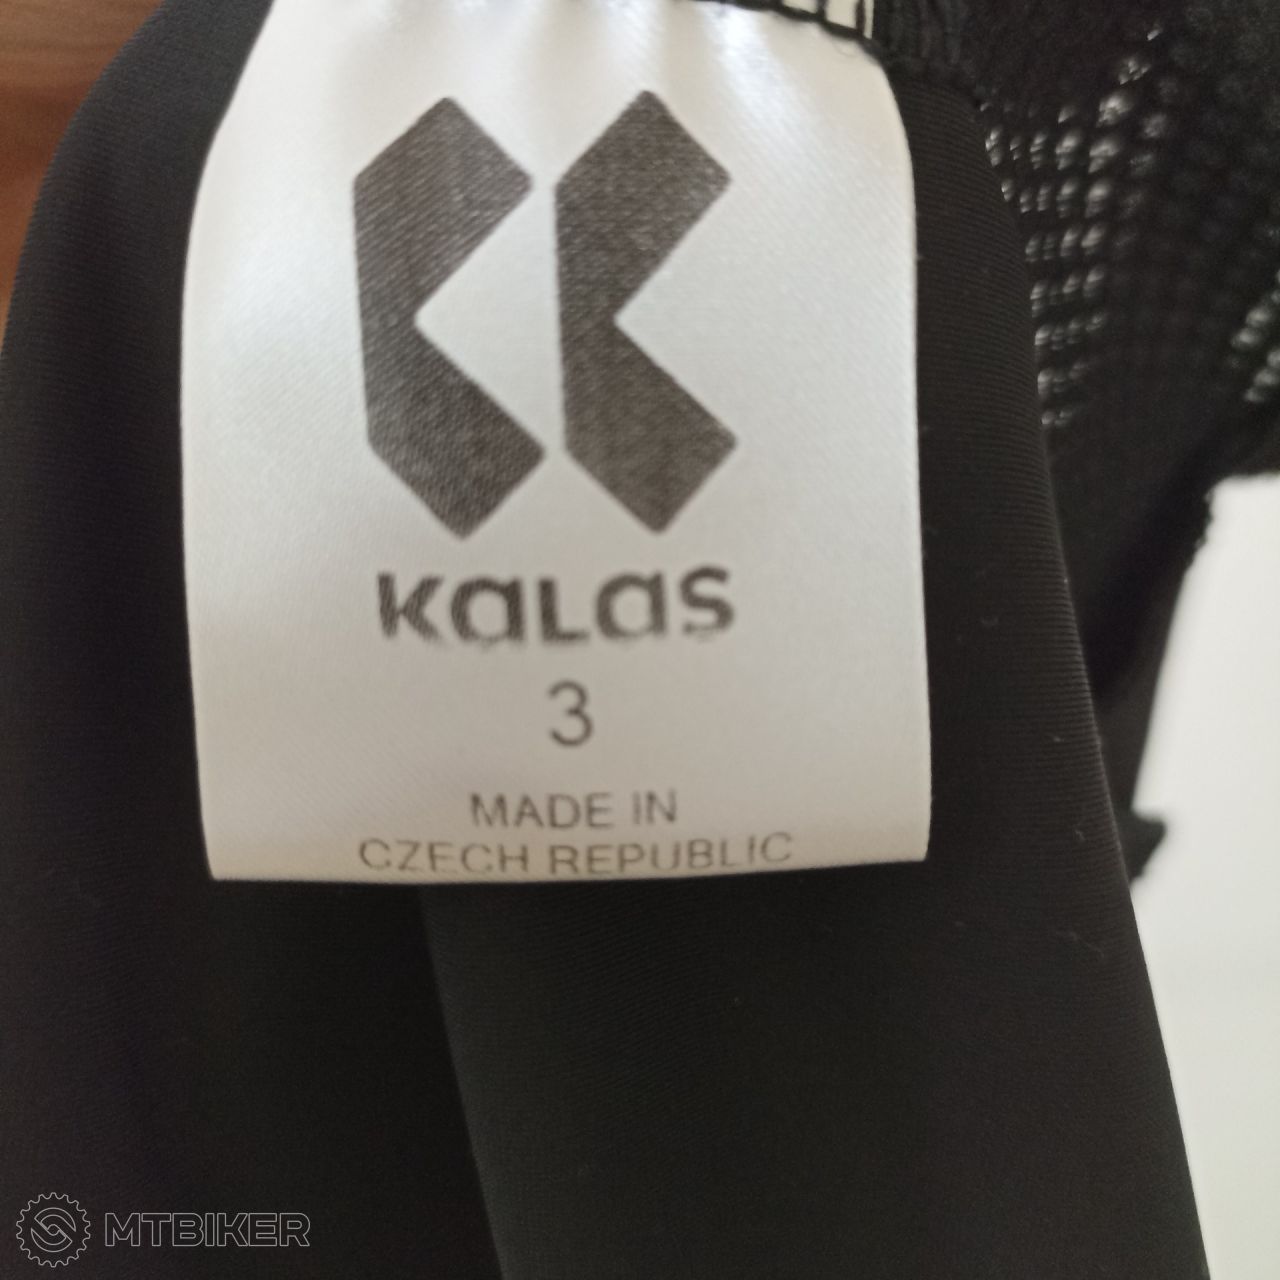 KALAS
3
MADE IN
CZECH REPUBLIC
MTBIKER